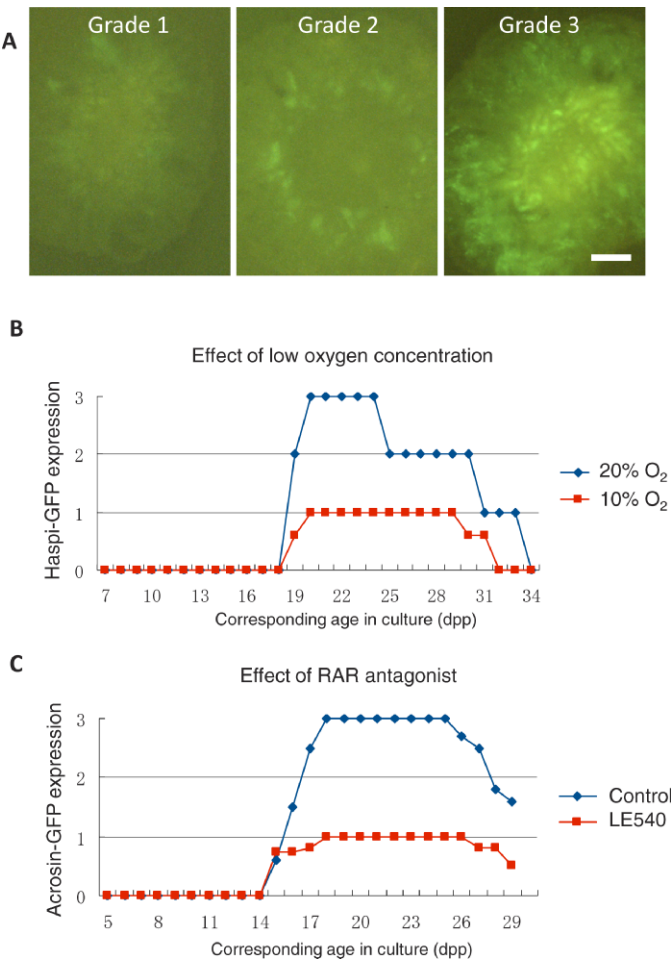 A
Grade 1
Grade 2
Grade 3
B
Effect of low oxygen concentration
Haspi-GFP expression
3
2
1
0
7 10 13 16 19 22 25 28 31 34
Corresponding age in culture (dpp)
20% O₂
10% O₂
C
Effect of RAR antagonist
Acrosin-GFP expression
3
2
1
0
5 8 11 14 17 20 23 26 29
Corresponding age in culture (dpp)
Control
LE540